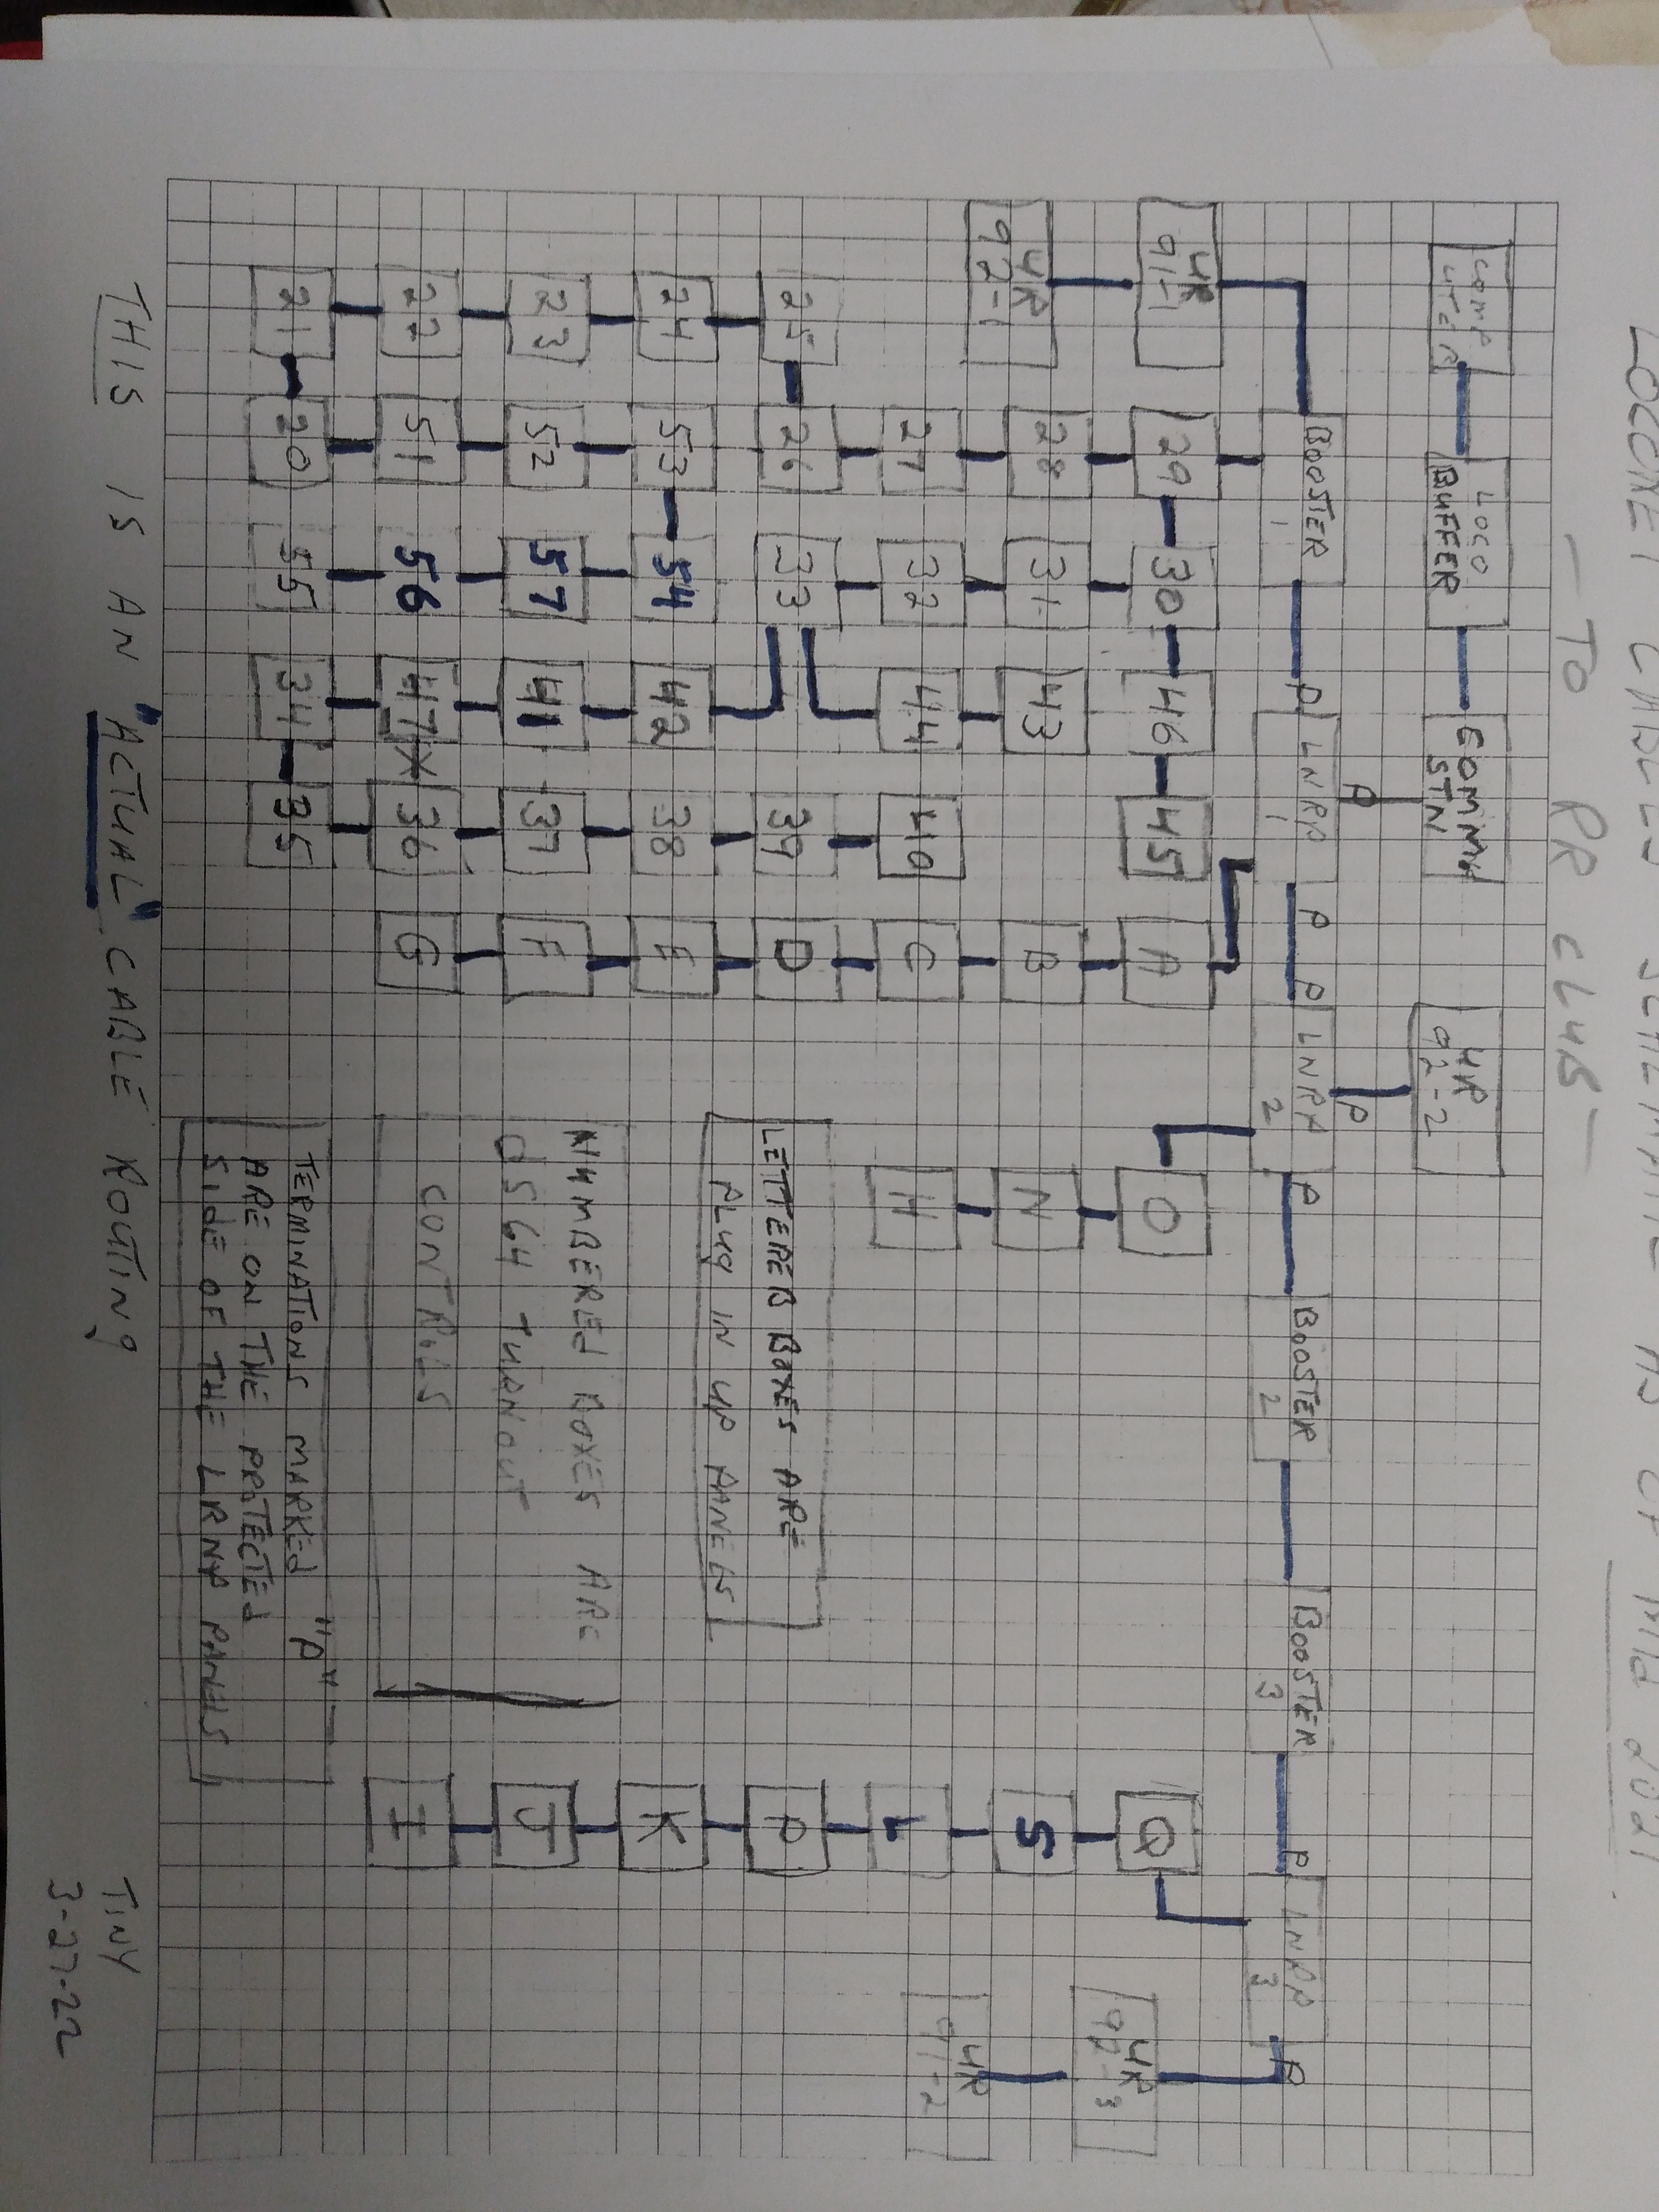 LOCONET CABLES SCHEMATIC AS OF Mid 2021
- TO RR CLUB -
COMP
UTER
LOCO
BUFFER
COMM
STN
UR
92-2
P
P
BOOSTER
1
P
LNRP
1
P
P
LNRP
2
P
BOOSTER
2
BOOSTER
3
P
LNRP
3
P
UR
91-1
29
30
46
45
A
O
Q
UR
92-3
28
31
43
B
N
S
UR
92-1
27
32
44
40
C
H
L
UR
91-2
25
26
33
39
D
LETTERED BOXES ARE
PLUG IN UP PANELS
P
24
53
54
42
38
E
K
23
52
57
41
37
F
NUMBERED BOXES ARE
dS 64 TURNOUT
CONTROLS
J
22
51
56
47
X
36
G
I
21
20
55
34
35
TERMINATIONS MARKEd "P"
ARE ON THE PROTECTEd
SIdE OF THE LRNP PANELS
THIS IS AN "ACTUAL" CABLE ROUTINg
TINY
3-27-22